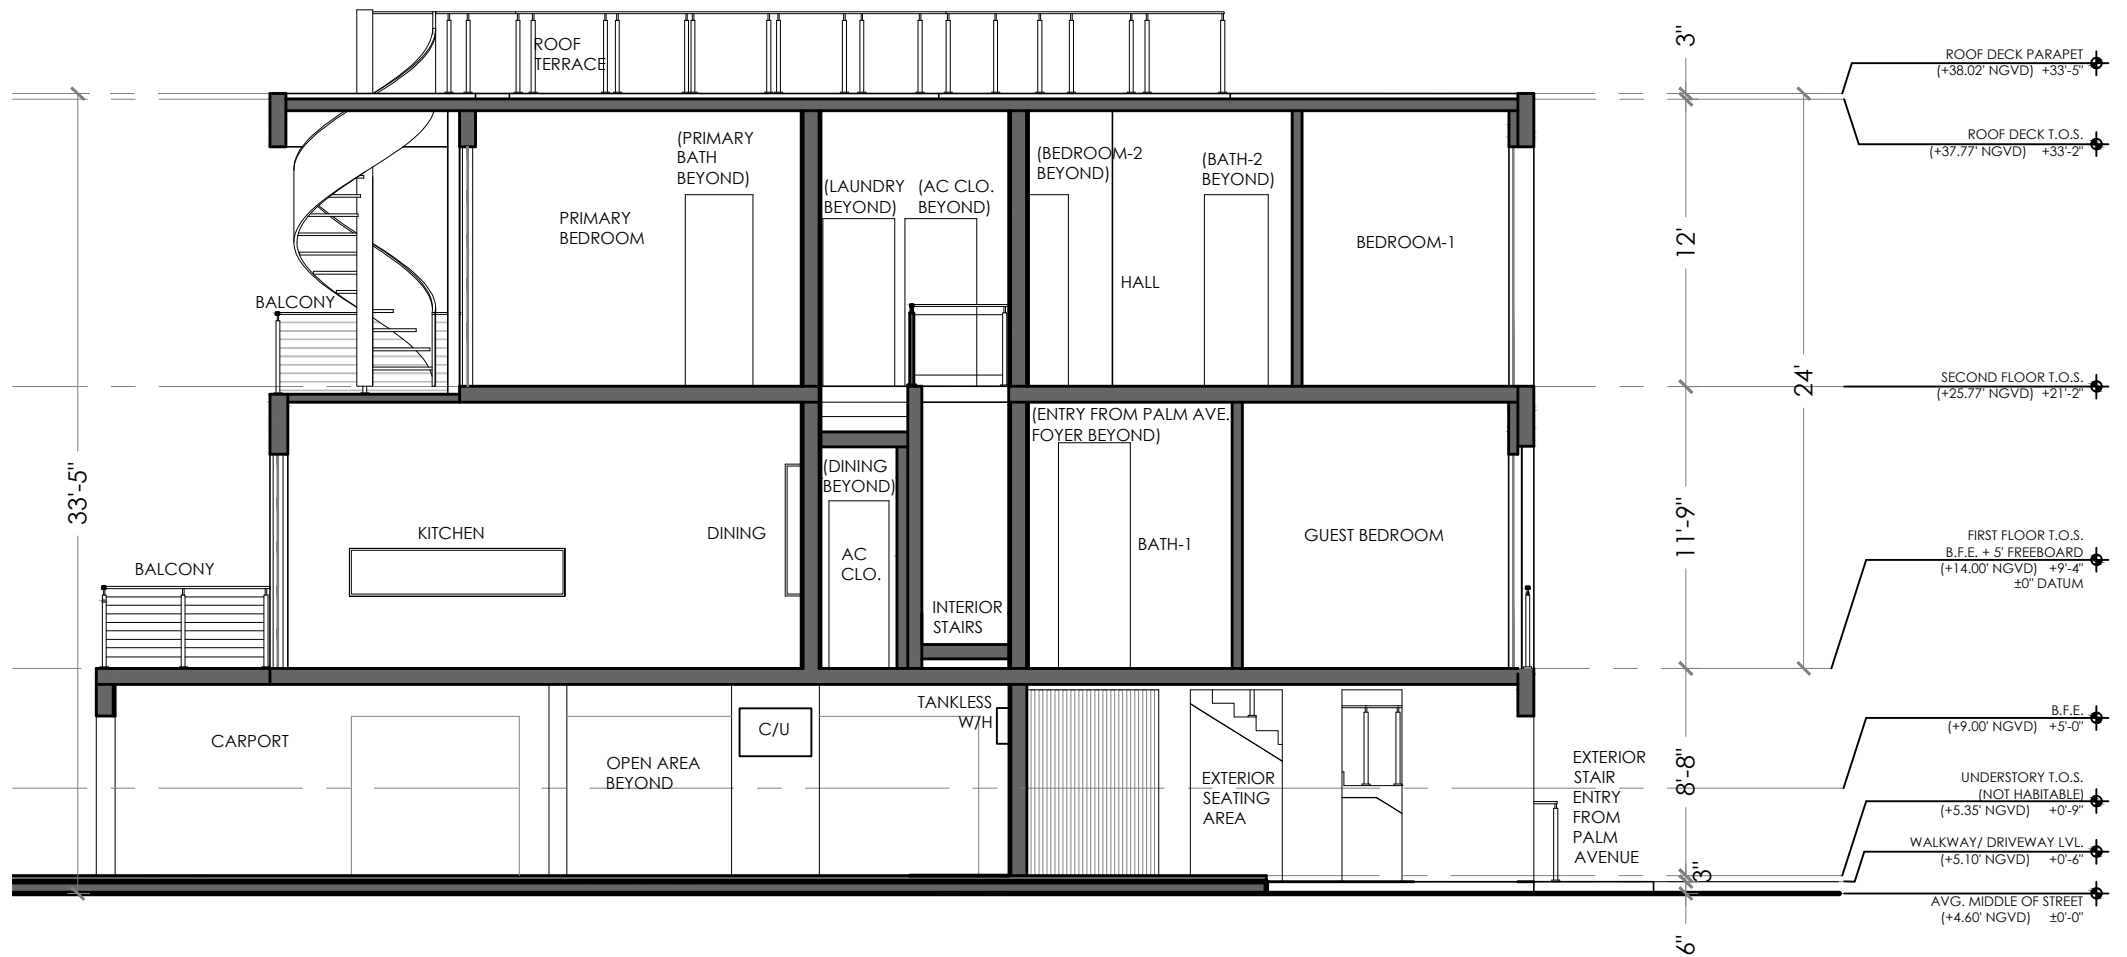 ROOF
TERRACE
(PRIMARY
BATH
BEYOND)
PRIMARY
BEDROOM
(LAUNDRY
BEYOND)
(AC CLO.
BEYOND)
(BEDROOM-2
BEYOND)
(BATH-2
BEYOND)
HALL
BEDROOM-1
BALCONY
(ENTRY FROM PALM AVE.
FOYER BEYOND)
(DINING
BEYOND)
KITCHEN
DINING
AC
CLO.
BATH-1
GUEST BEDROOM
INTERIOR
STAIRS
BALCONY
CARPORT
OPEN AREA
BEYOND
C/U
TANKLESS
W/H
EXTERIOR
SEATING
AREA
EXTERIOR
STAIR
ENTRY
FROM
PALM
AVENUE
33'-5"
3"
12'
11'-9"
8'-8"
3"
6"
24'
ROOF DECK PARAPET
(+38.02' NGVD) +33'-5"
ROOF DECK T.O.S.
(+37.77' NGVD) +33'-2"
SECOND FLOOR T.O.S.
(+25.77' NGVD) +21'-2"
FIRST FLOOR T.O.S.
B.F.E. + 5' FREEBOARD
(+14.00' NGVD) +9'-4"
±0" DATUM
B.F.E.
(+9.00' NGVD) +5'-0"
UNDERSTORY T.O.S.
(NOT HABITABLE)
(+5.35' NGVD) +0'-9"
WALKWAY/ DRIVEWAY LVL.
(+5.10' NGVD) +0'-6"
AVG. MIDDLE OF STREET
(+4.60' NGVD) ±0'-0"